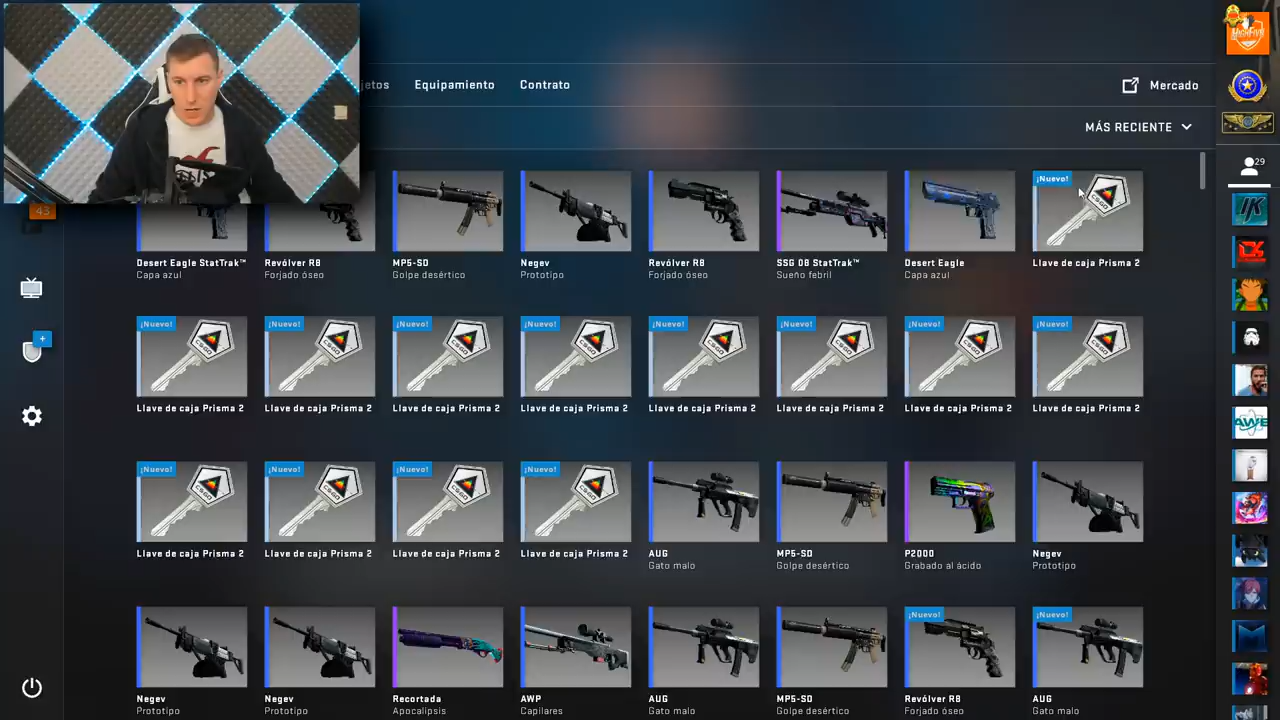 jetos
Equipamiento
Contrato
Mercado
MÁS RECIENTE
29
43
¡Nuevo!
Desert Eagle StatTrak™
Capa azul
Revólver R8
Forjado óseo
MP5-SD
Golpe desértico
Negev
Prototipo
Revólver R8
Forjado óseo
SSG 08 StatTrak™
Sueño febril
Desert Eagle
Capa azul
Llave de caja Prisma 2
¡Nuevo!
¡Nuevo!
¡Nuevo!
¡Nuevo!
¡Nuevo!
¡Nuevo!
¡Nuevo!
¡Nuevo!
Llave de caja Prisma 2
Llave de caja Prisma 2
Llave de caja Prisma 2
Llave de caja Prisma 2
Llave de caja Prisma 2
Llave de caja Prisma 2
Llave de caja Prisma 2
Llave de caja Prisma 2
¡Nuevo!
¡Nuevo!
¡Nuevo!
¡Nuevo!
Llave de caja Prisma 2
Llave de caja Prisma 2
Llave de caja Prisma 2
Llave de caja Prisma 2
AUG
Gato malo
MP5-SD
Golpe desértico
P2000
Grabado al ácido
Negev
Prototipo
¡Nuevo!
¡Nuevo!
Negev
Prototipo
Negev
Prototipo
Recortada
Apocalipsis
AWP
Capilares
AUG
Gato malo
MP5-SD
Golpe desértico
Revólver R8
Forjado óseo
AUG
Gato malo